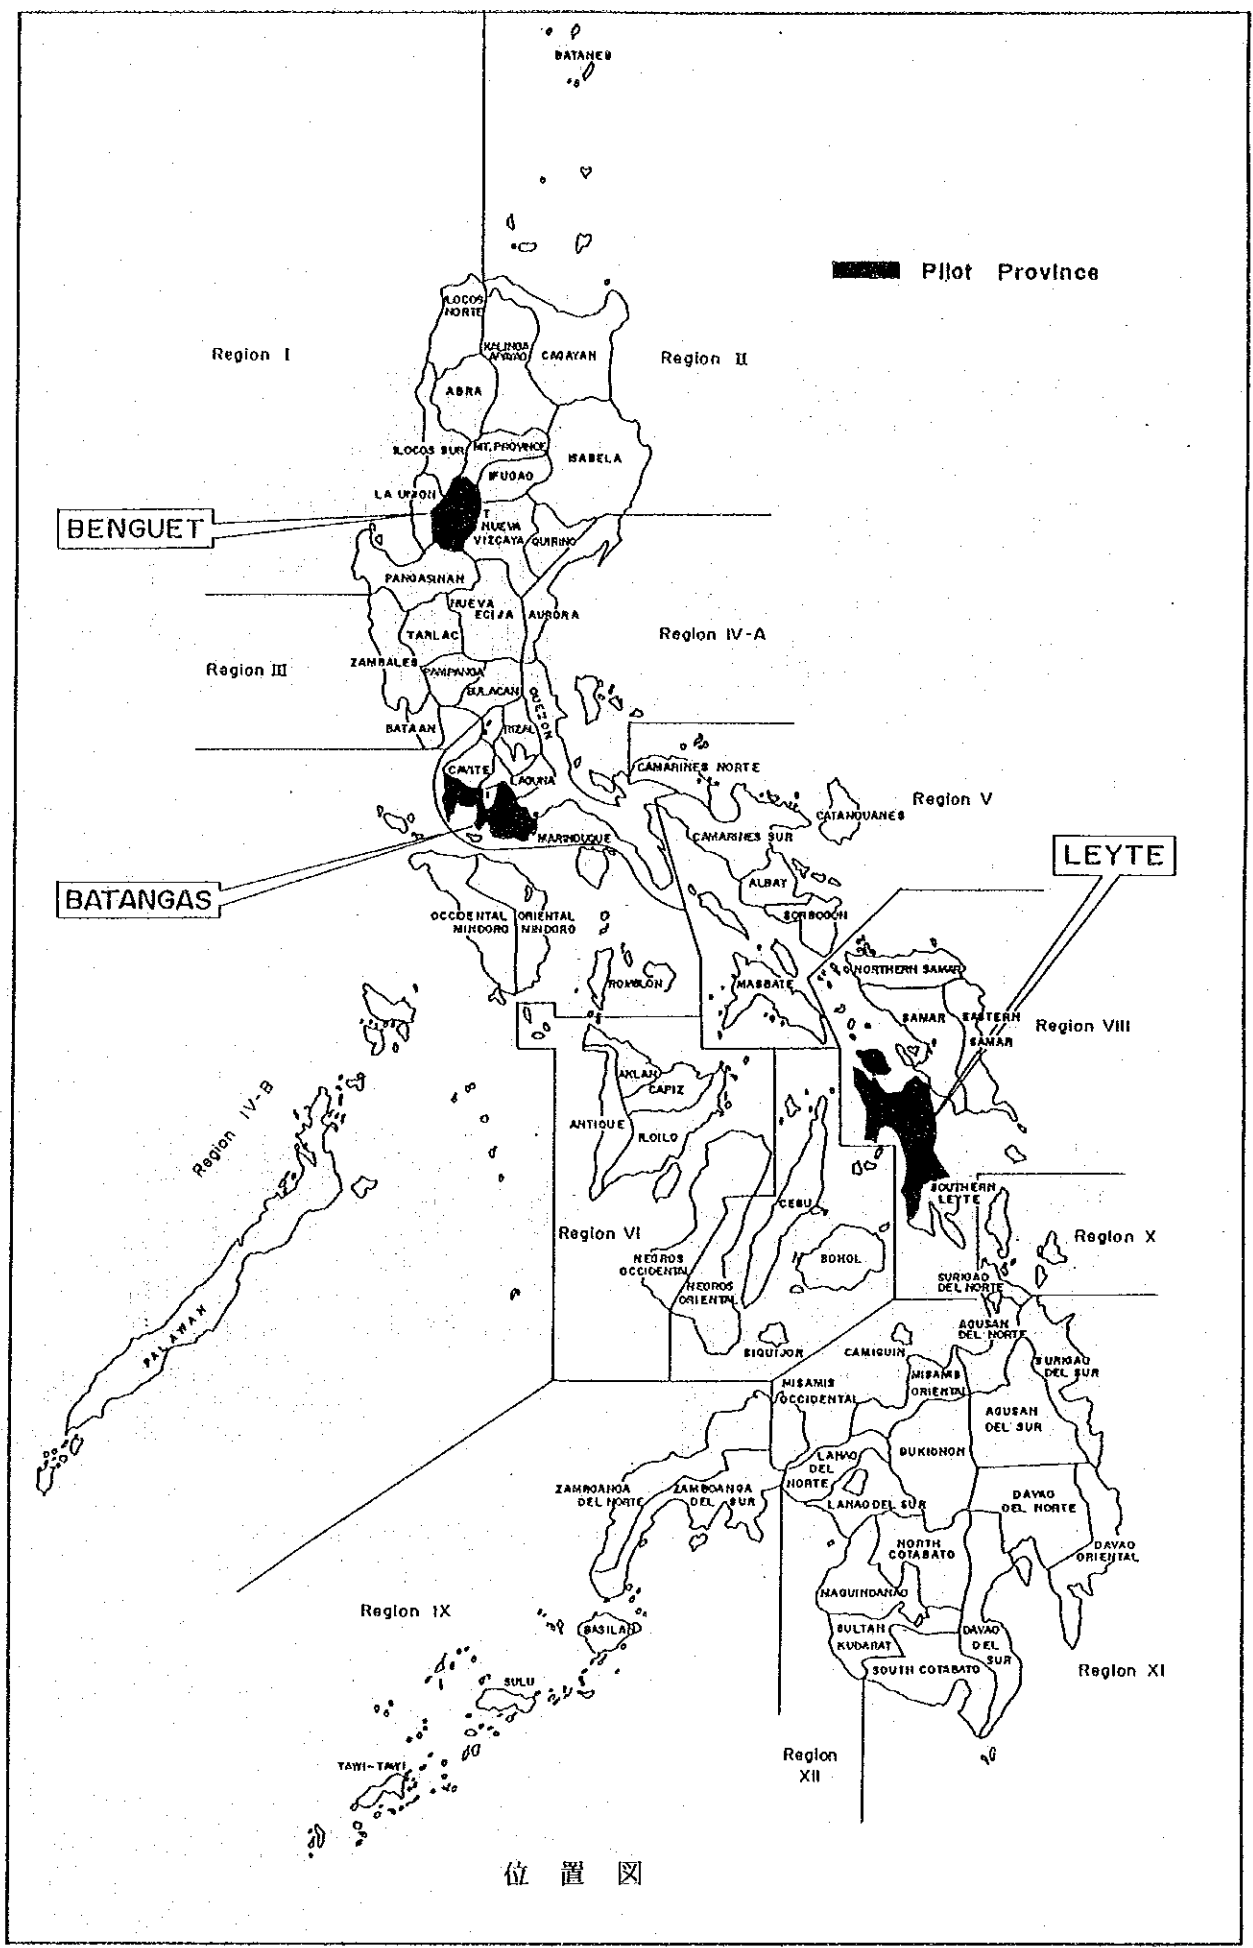 BATANES
Pilot Province
ILOCOS
NORTE
Region I
KALINGA
APAYAO
CAGAYAN
Region II
ABRA
ILOCOS SUR
MT. PROVINCE
ISABELA
IFUGAO
LA UNION
BENGUET
NUEVA
VIZCAYA
QUIRINO
PANGASINAN
NUEVA
ECIJA
AURORA
TARLAC
Region IV-A
ZAMBALES
Region III
PAMPANGA
BULACAN
QUEZON
BATAAN
RIZAL
CAVITE
LAGUNA
CAMARINES NORTE
Region V
CATANDUANES
MARINDUQUE
CAMARINES SUR
LEYTE
ALBAY
BATANGAS
SORSOGON
OCCIDENTAL
MINDORO
ORIENTAL
MINDORO
NORTHERN SAMAR
ROMBLON
MASBATE
SAMAR
EASTERN
SAMAR
Region VIII
AKLAN
CAPIZ
Region IV-B
ANTIQUE
ILOILO
SOUTHERN
LEYTE
CEBU
Region VI
Region X
NEGROS
OCCIDENTAL
BOHOL
NEGROS
ORIENTAL
SURIGAO
DEL NORTE
PALAWAN
AGUSAN
DEL NORTE
SIQUIJOR
CAMIGUIN
SURIGAO
DEL SUR
MISAMIS
OCCIDENTAL
MISAMIS
ORIENTAL
AGUSAN
DEL SUR
BUKIDNON
LANAO
DEL
NORTE
ZAMBOANGA
DEL NORTE
ZAMBOANGA
DEL SUR
LANAO DEL SUR
DAVAO
DEL NORTE
NORTH
COTABATO
DAVAO
ORIENTAL
MAGUINDANAO
Region IX
BASILAN
SULTAN
KUDARAT
DAVAO
DEL
SUR
SOUTH COTABATO
Region XI
SULU
Region
XII
TAWI-TAWI
位置図